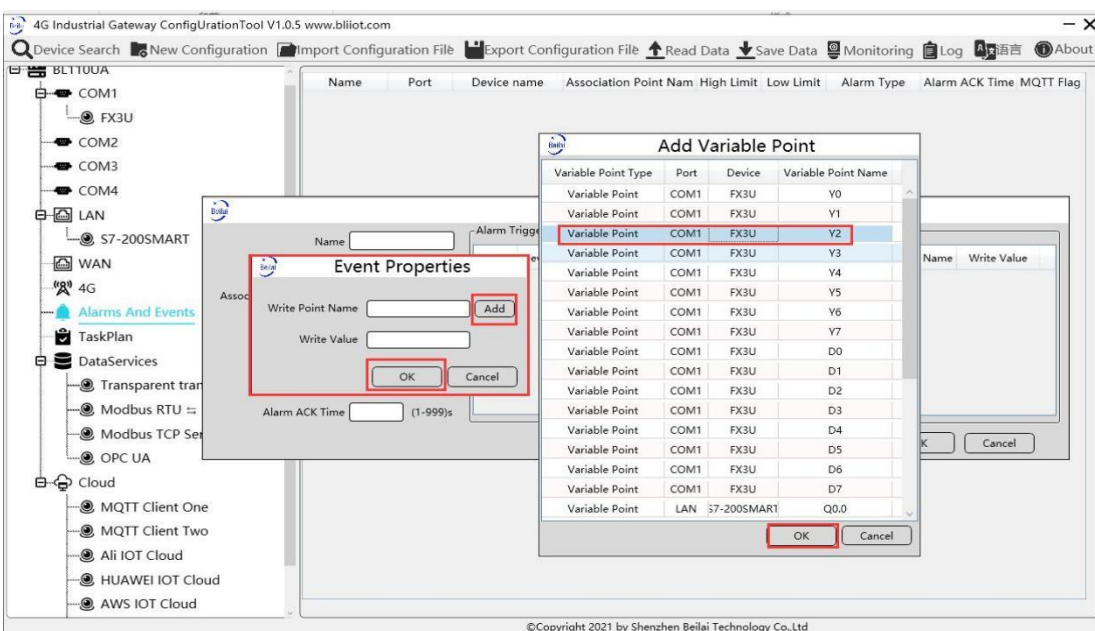 4G Industrial Gateway ConfigUrationTool V1.0.5 www.bliiot.com
Device Search New Configuration Import Configuration File Export Configuration File Read Data Save Data Monitoring Log 语言 About
BL110UA
COM1
FX3U
COM2
COM3
COM4
LAN
S7-200SMART
WAN
4G
Alarms And Events
TaskPlan
DataServices
Transparent tran
Modbus RTU ⇆
Modbus TCP Ser
OPC UA
Cloud
MQTT Client One
MQTT Client Two
Ali IOT Cloud
HUAWEI IOT Cloud
AWS IOT Cloud
Name Port Device name Association Point Nam High Limit Low Limit Alarm Type Alarm ACK Time MQTT Flag
Beilai
Name
Alarm Trigge
Name Write Value
Assoc
Alarm ACK Time (1-999)s
K Cancel
Beilai Event Properties
Write Point Name Add
Write Value
OK Cancel
Beilai Add Variable Point
Variable Point Type Port Device Variable Point Name
Variable Point COM1 FX3U Y0
Variable Point COM1 FX3U Y1
Variable Point COM1 FX3U Y2
Variable Point COM1 FX3U Y3
Variable Point COM1 FX3U Y4
Variable Point COM1 FX3U Y5
Variable Point COM1 FX3U Y6
Variable Point COM1 FX3U Y7
Variable Point COM1 FX3U D0
Variable Point COM1 FX3U D1
Variable Point COM1 FX3U D2
Variable Point COM1 FX3U D3
Variable Point COM1 FX3U D4
Variable Point COM1 FX3U D5
Variable Point COM1 FX3U D6
Variable Point COM1 FX3U D7
Variable Point LAN S7-200SMART Q0.0
OK Cancel
©Copyright 2021 by Shenzhen Beilai Technology Co.,Ltd